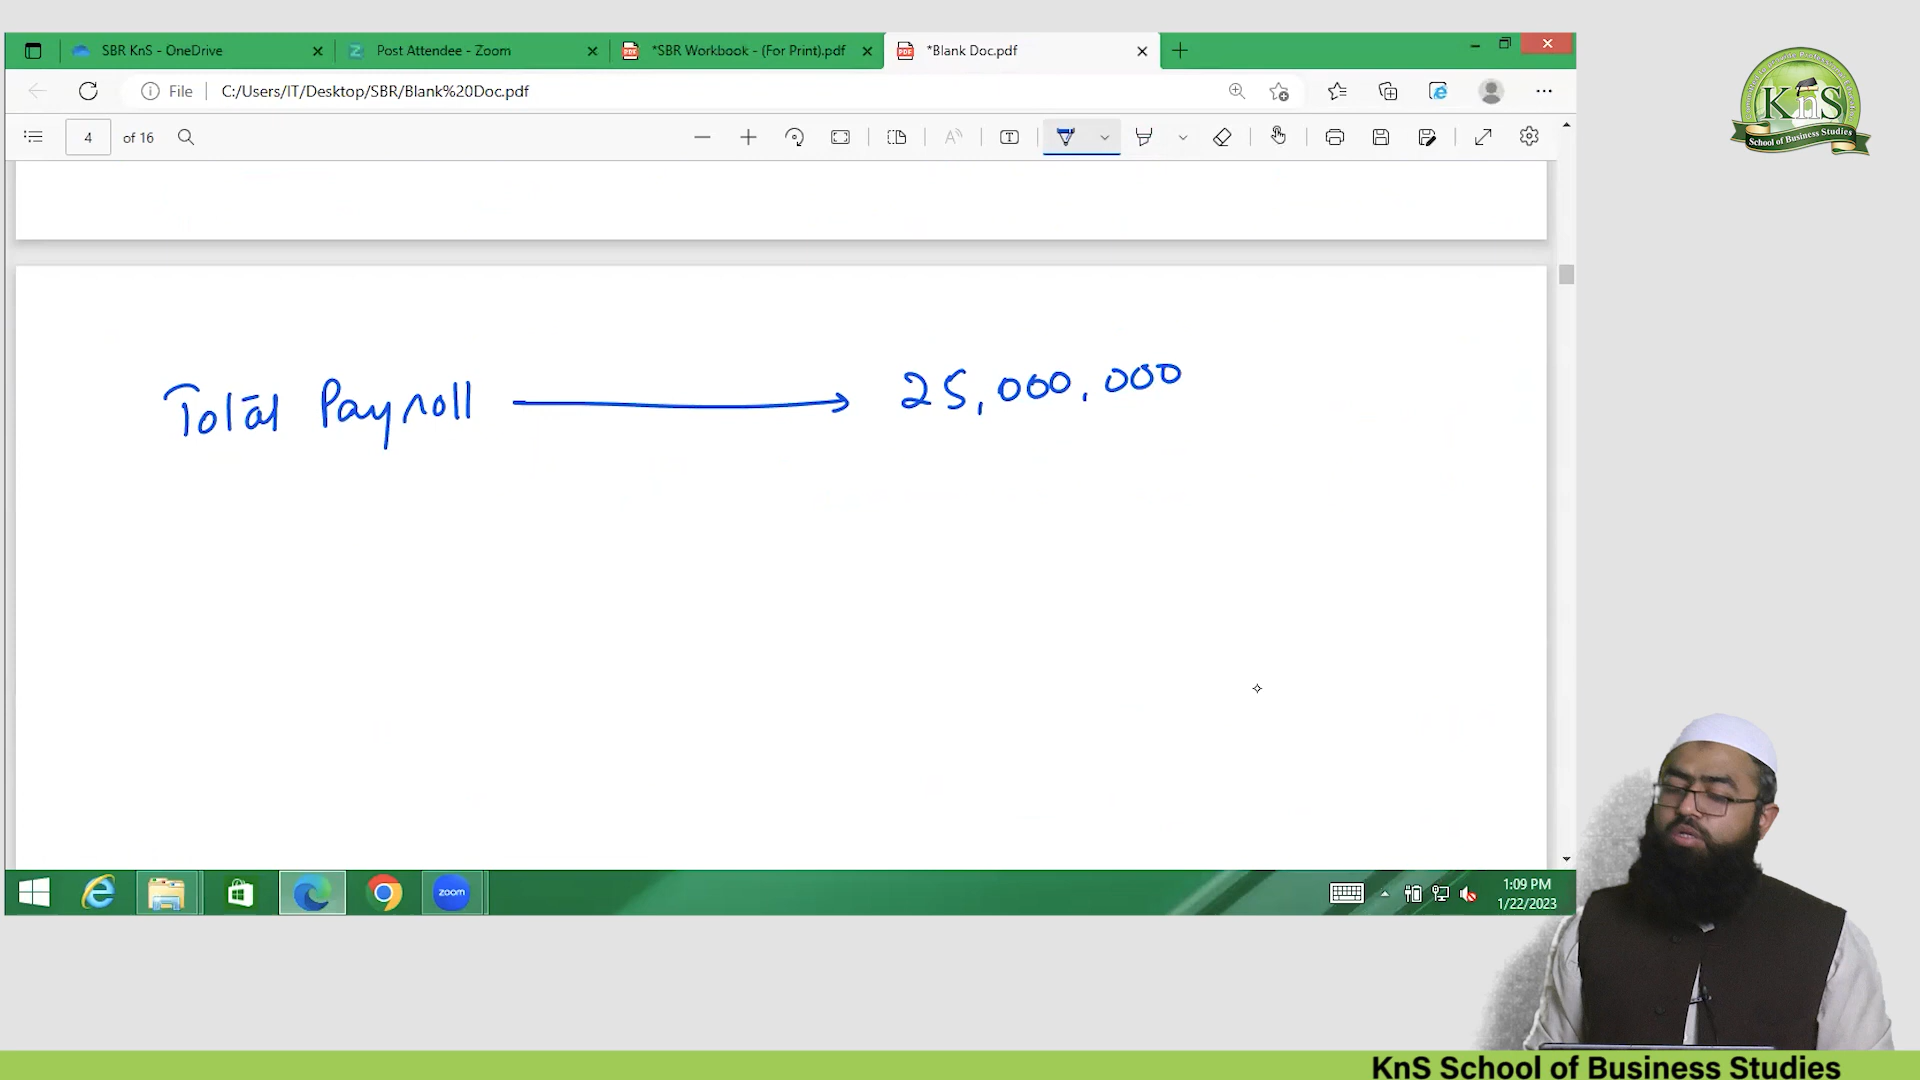 SBR KnS - OneDrive
Post Attendee - Zoom
*SBR Workbook - (For Print).pdf
*Blank Doc.pdf
File
C:/Users/IT/Desktop/SBR/Blank%20Doc.pdf
4 of 16
Total Payroll → 25,000,000
zoom
1:09 PM
1/22/2023
KnS
School of Business Studies
KnS School of Business Studies